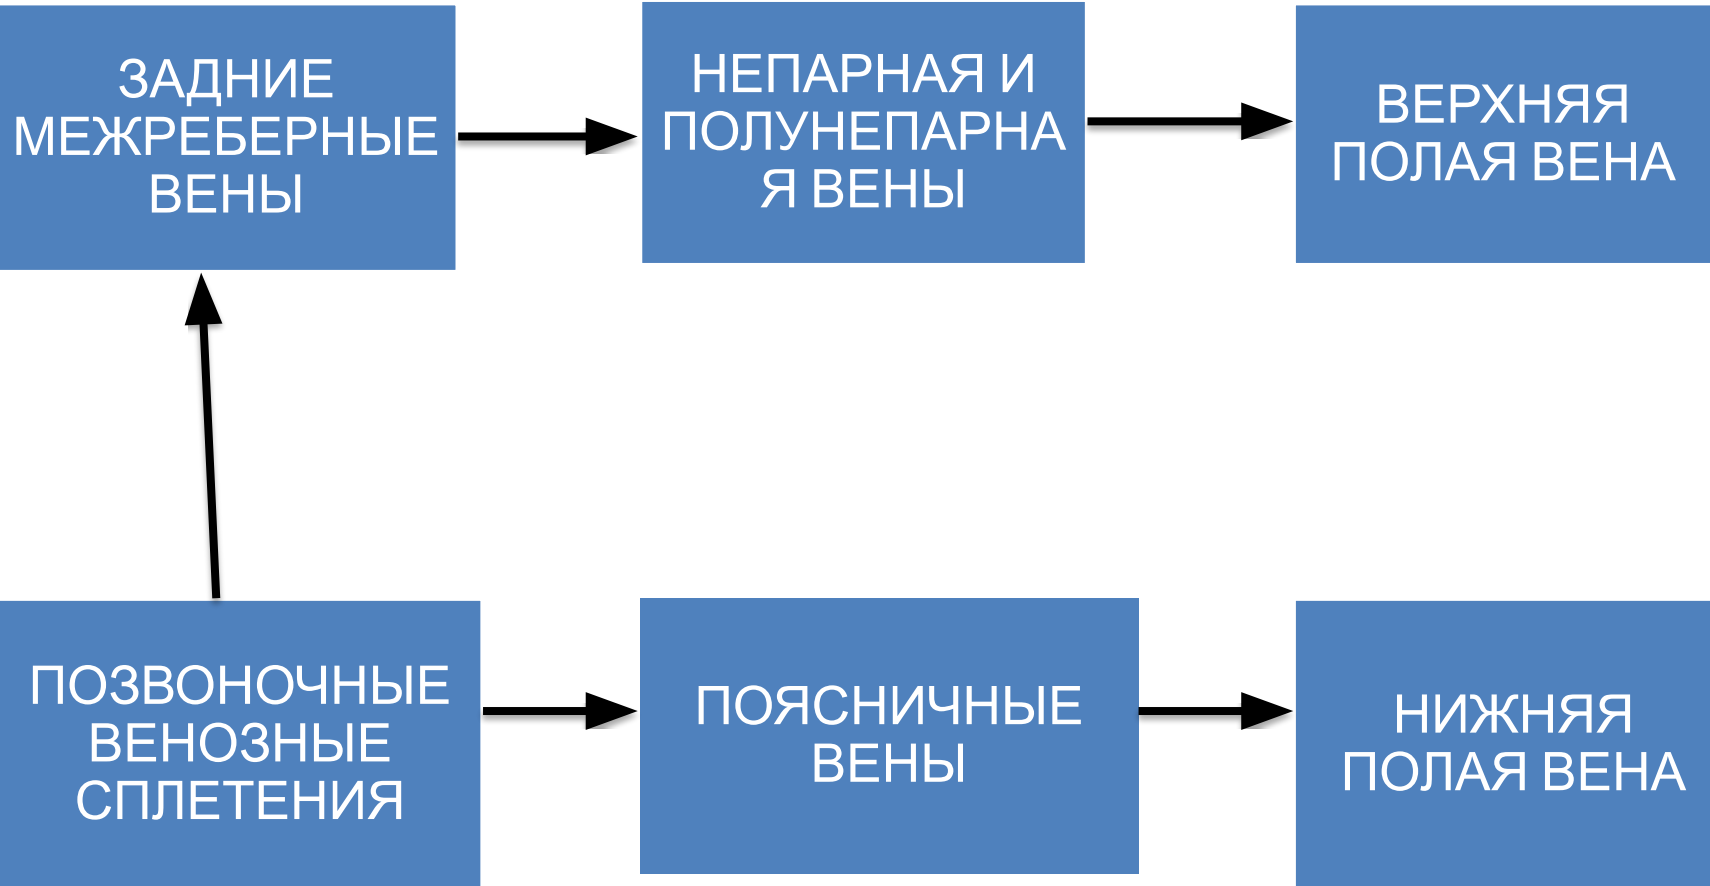 ЗАДНИЕ
МЕЖРЕБЕРНЫЕ
ВЕНЫ
НЕПАРНАЯ И
ПОЛУНЕПАРНА
Я ВЕНЫ
ВЕРХНЯЯ
ПОЛАЯ ВЕНА
ПОЗВОНОЧНЫЕ
ВЕНОЗНЫЕ
СПЛЕТЕНИЯ
ПОЯСНИЧНЫЕ
ВЕНЫ
НИЖНЯЯ
ПОЛАЯ ВЕНА